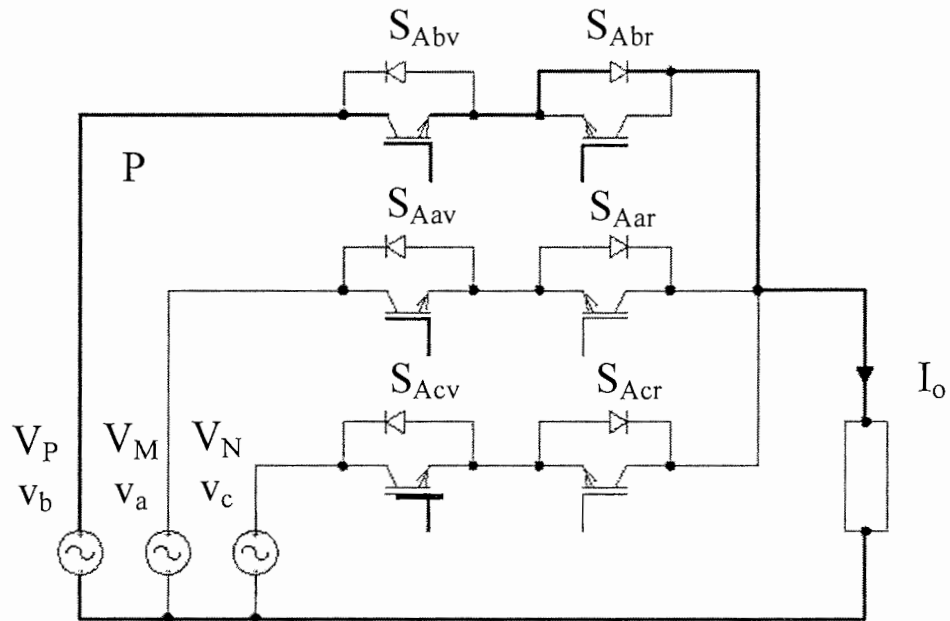 S_Abv S_Abr
P
S_Aav S_Aar
S_Acv S_Acr
V_P V_M V_N I_o
v_b v_a v_c